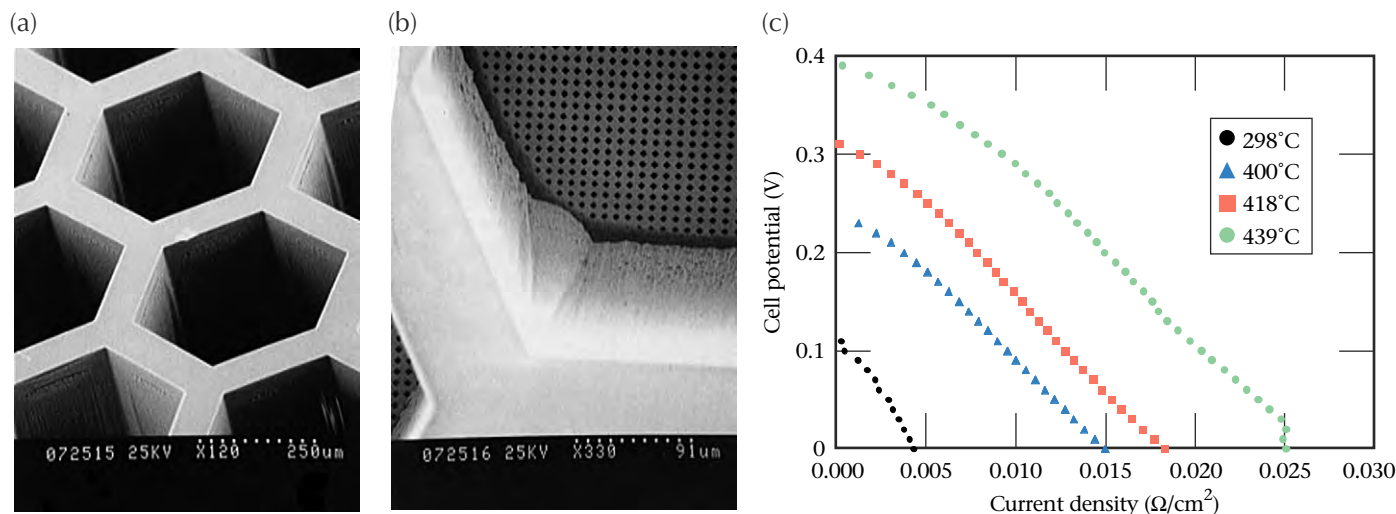 (a)
(b)
(c)
072515 25KV X120 250um
072516 25KV X330 91um
0.4
0.3
0.2
0.1
0
Cell potential (V)
298˚C
400˚C
418˚C
439˚C
0.000 0.005 0.010 0.015 0.020 0.025 0.030
Current density (Ω/cm²)